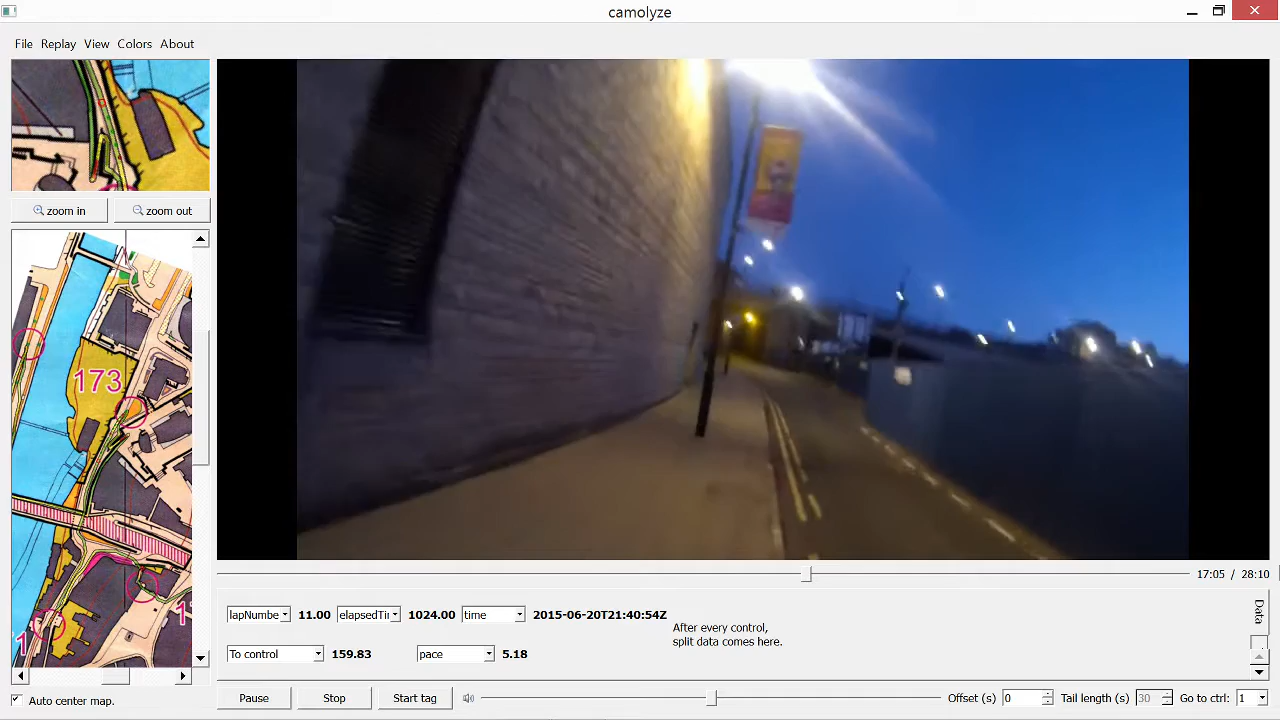 camolyze
File Replay View Colors About
zoom in zoom out
173
1
1
lapNumbe 11.00 elapsedTi 1024.00 time 2015-06-20T21:40:54Z
To control 159.83 pace 5.18
After every control,
split data comes here.
17:05 / 28:10
Data
Auto center map.
Pause Stop Start tag
Offset (s) 0 Tail length (s) 30 Go to ctrl: 1